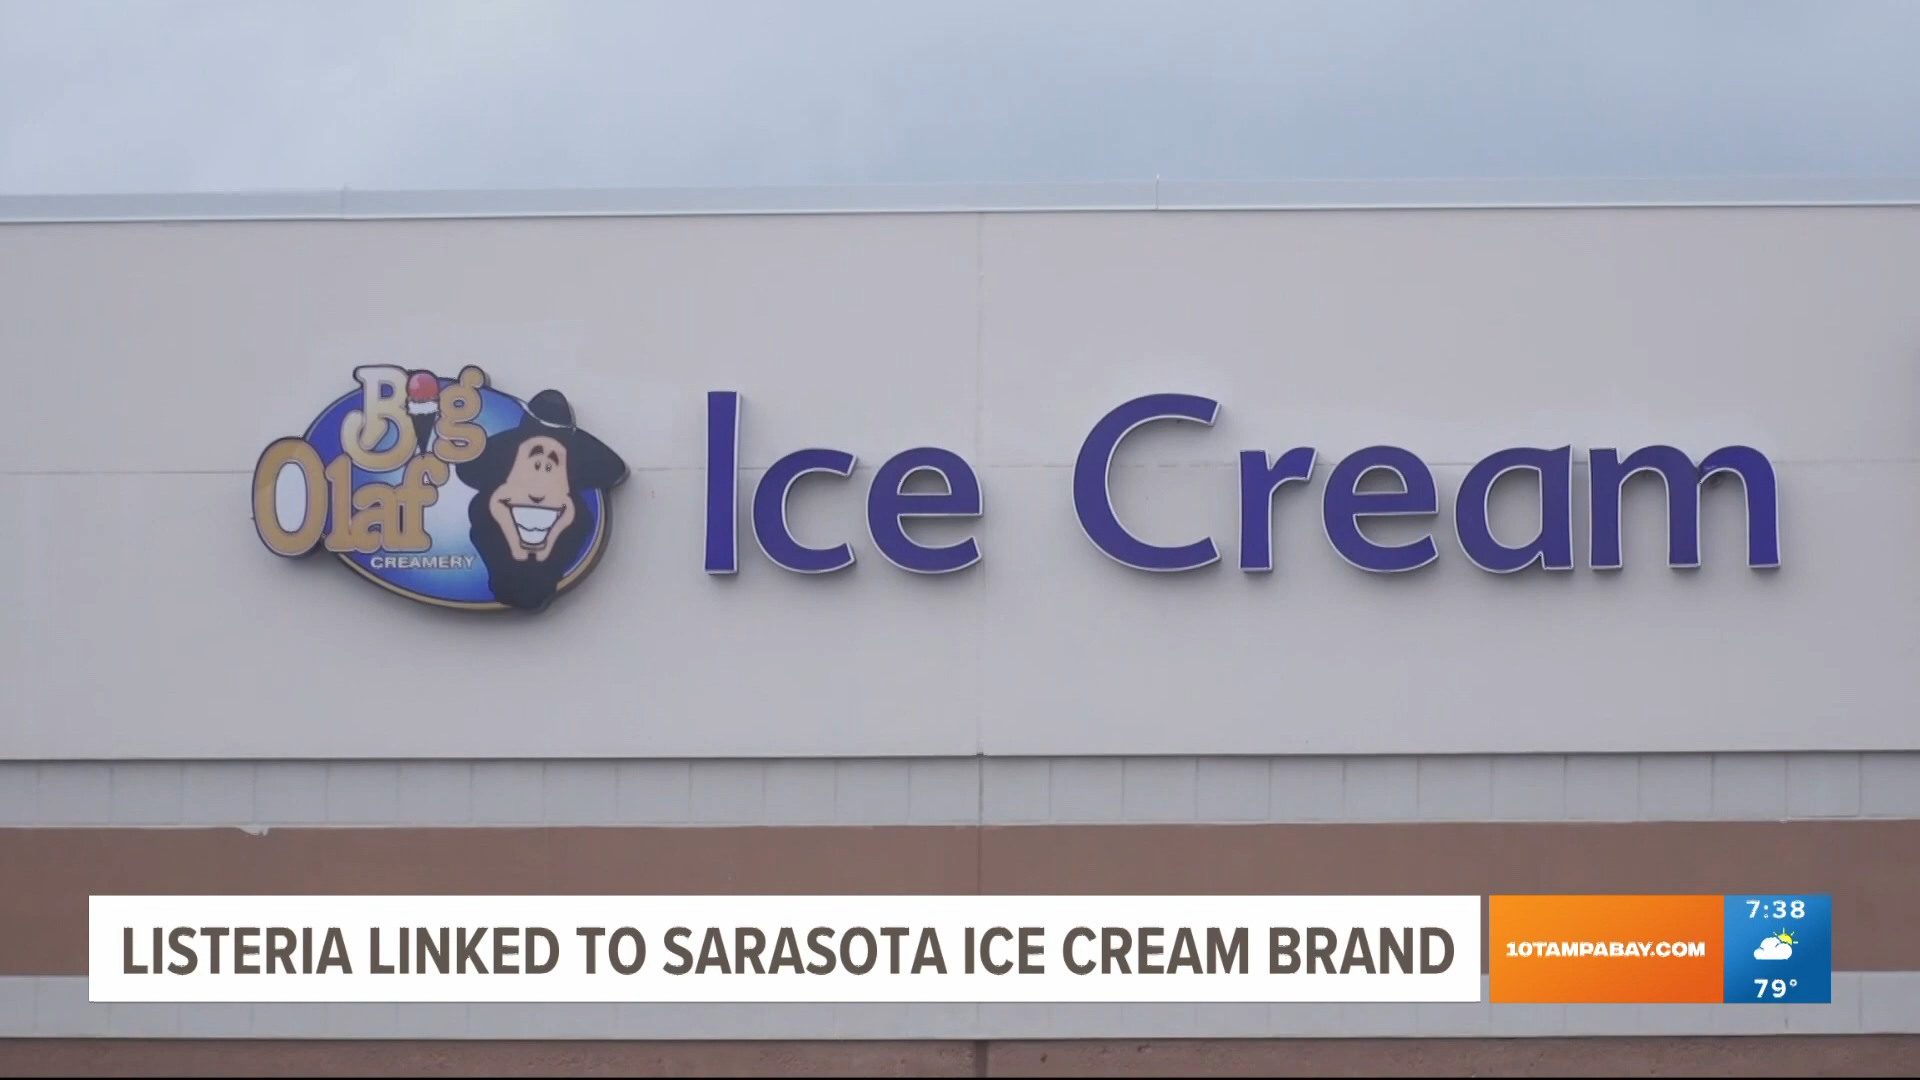 Big
Olaf
CREAMERY
Ice Cream
LISTERIA LINKED TO SARASOTA ICE CREAM BRAND
10TAMPABAY.COM
7:38
79°